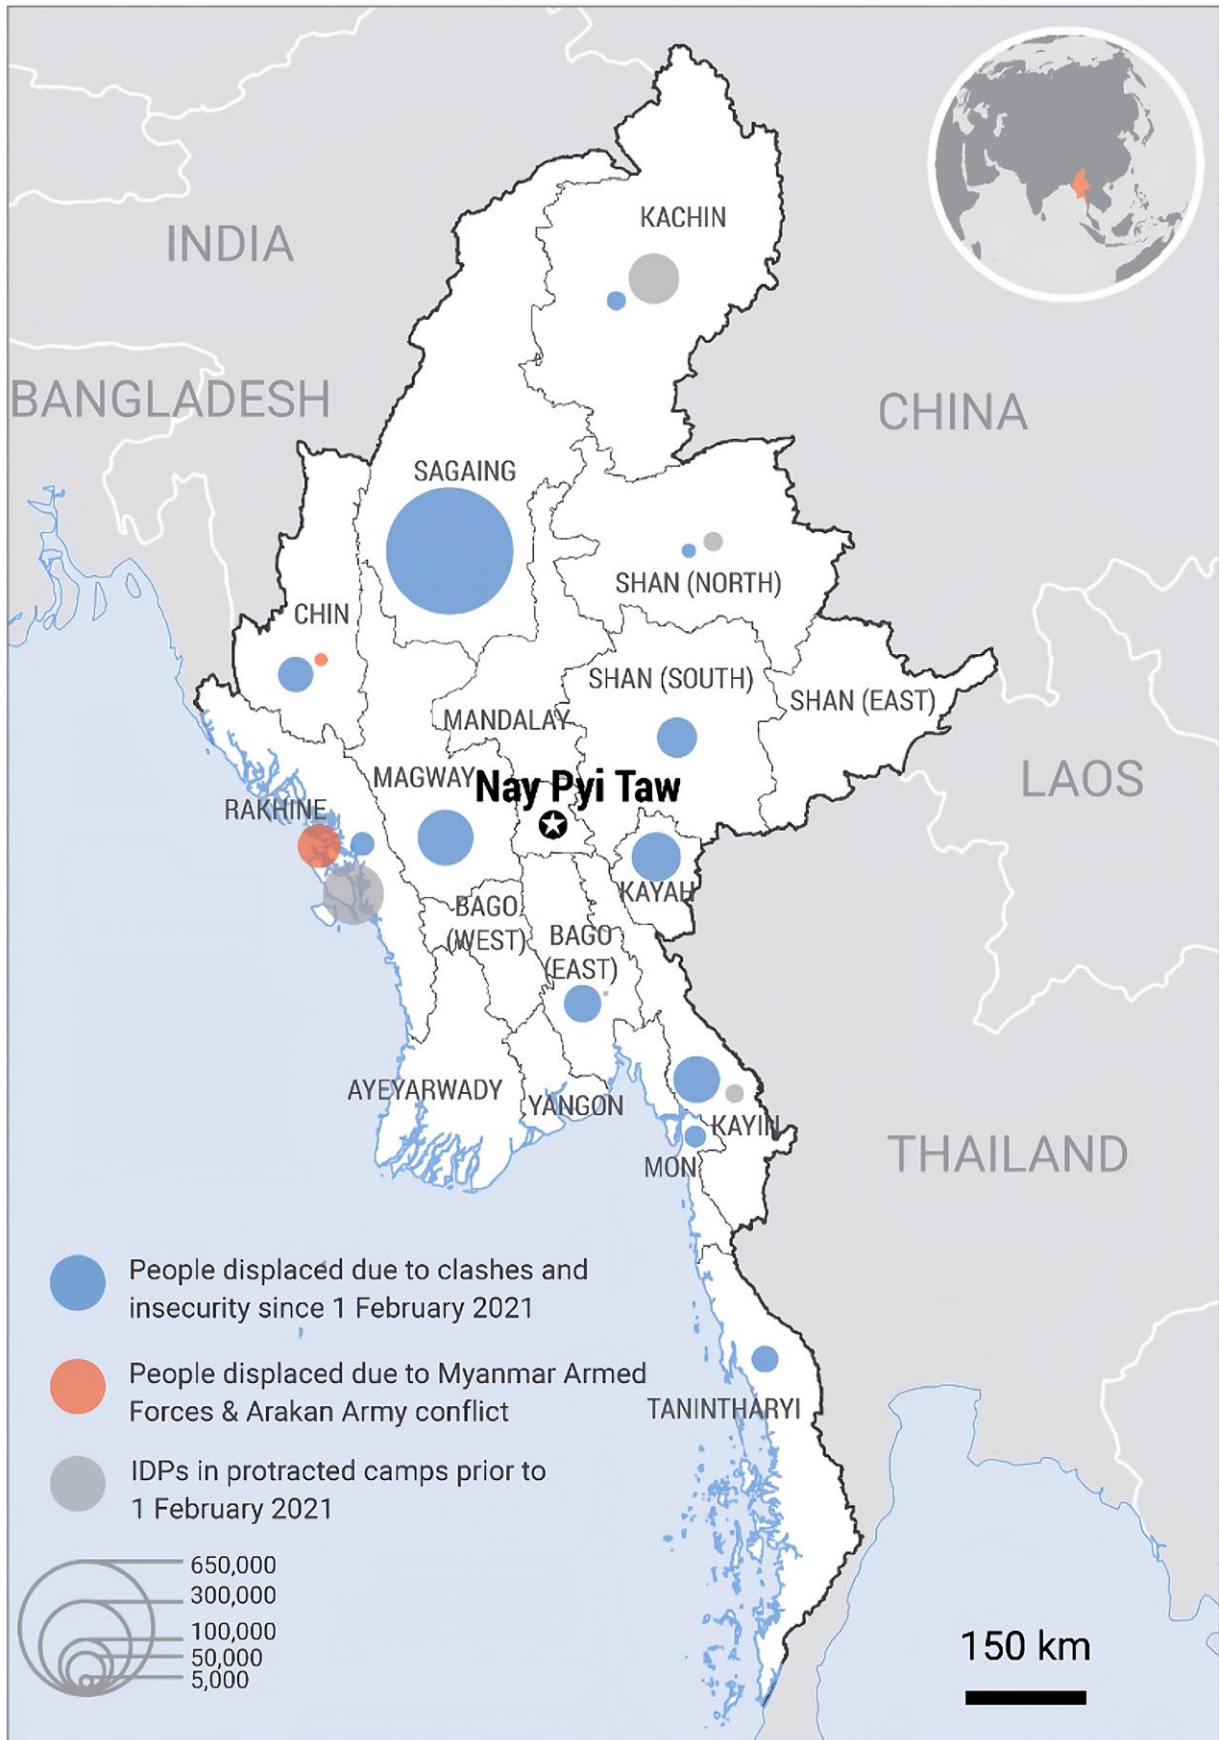 KACHIN
INDIA
BANGLADESH
CHINA
SAGAING
SHAN (NORTH)
CHIN
SHAN (SOUTH)
SHAN (EAST)
MANDALAY
MAGWAY
Nay Pyi Taw
LAOS
RAKHINE
KAYAH
BAGO
(WEST)
BAGO
(EAST)
AYEYARWADY
YANGON
KAYIN
MON
THAILAND
TANINTHARYI
People displaced due to clashes and
insecurity since 1 February 2021
People displaced due to Myanmar Armed
Forces & Arakan Army conflict
IDPs in protracted camps prior to
1 February 2021
650,000
300,000
100,000
50,000
5,000
150 km